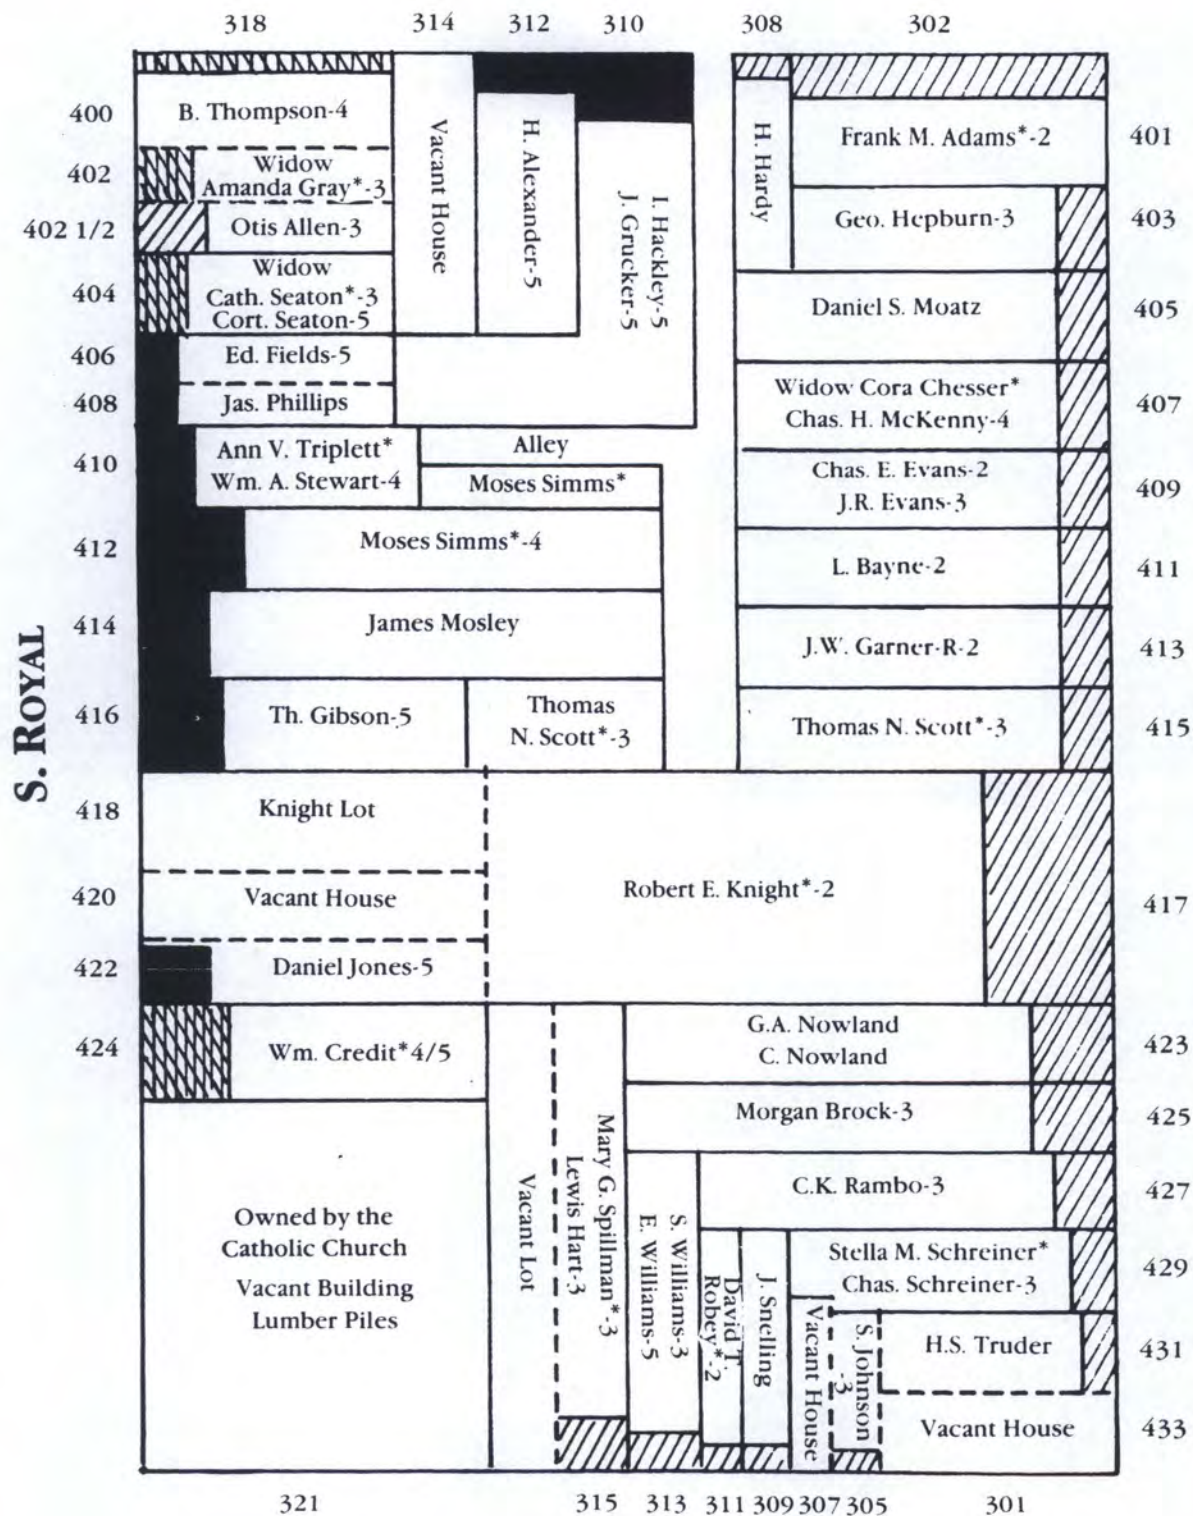 318 314 312 310 308 302
S. ROYAL
400
B. Thompson-4
402
Widow
Amanda Gray*-3
402 1/2
Otis Allen-3
404
Widow
Cath. Seaton*-3
Cort. Seaton-5
406
Ed. Fields-5
408
Jas. Phillips
Vacant House
H. Alexander-5
I. Hackley-5
J. Grucker-5
410
Ann V. Triplett*
Wm. A. Stewart-4
Alley
Moses Simms*
412
Moses Simms*-4
414
James Mosley
416
Th. Gibson-5
Thomas
N. Scott*-3
H. Hardy
Frank M. Adams*-2
401
Geo. Hepburn-3
403
Daniel S. Moatz
405
Widow Cora Chesser*
Chas. H. McKenny-4
407
Chas. E. Evans-2
J.R. Evans-3
409
L. Bayne-2
411
J.W. Garner-R-2
413
Thomas N. Scott*-3
415
418
Knight Lot
420
Vacant House
422
Daniel Jones-5
Robert E. Knight*-2
417
424
Wm. Credit*4/5
Owned by the
Catholic Church
Vacant Building
Lumber Piles
Vacant Lot
Mary G. Spillman*-3
Lewis Hart-3
S. Williams-3
E. Williams-5
G.A. Nowland
C. Nowland
423
Morgan Brock-3
425
C.K. Rambo-3
427
David T.
Robey*-2
J. Snelling
Stella M. Schreiner*
Chas. Schreiner-3
429
Vacant House
S. Johnson
-3
H.S. Truder
431
Vacant House
433
321 315 313 311 309 307 305 301